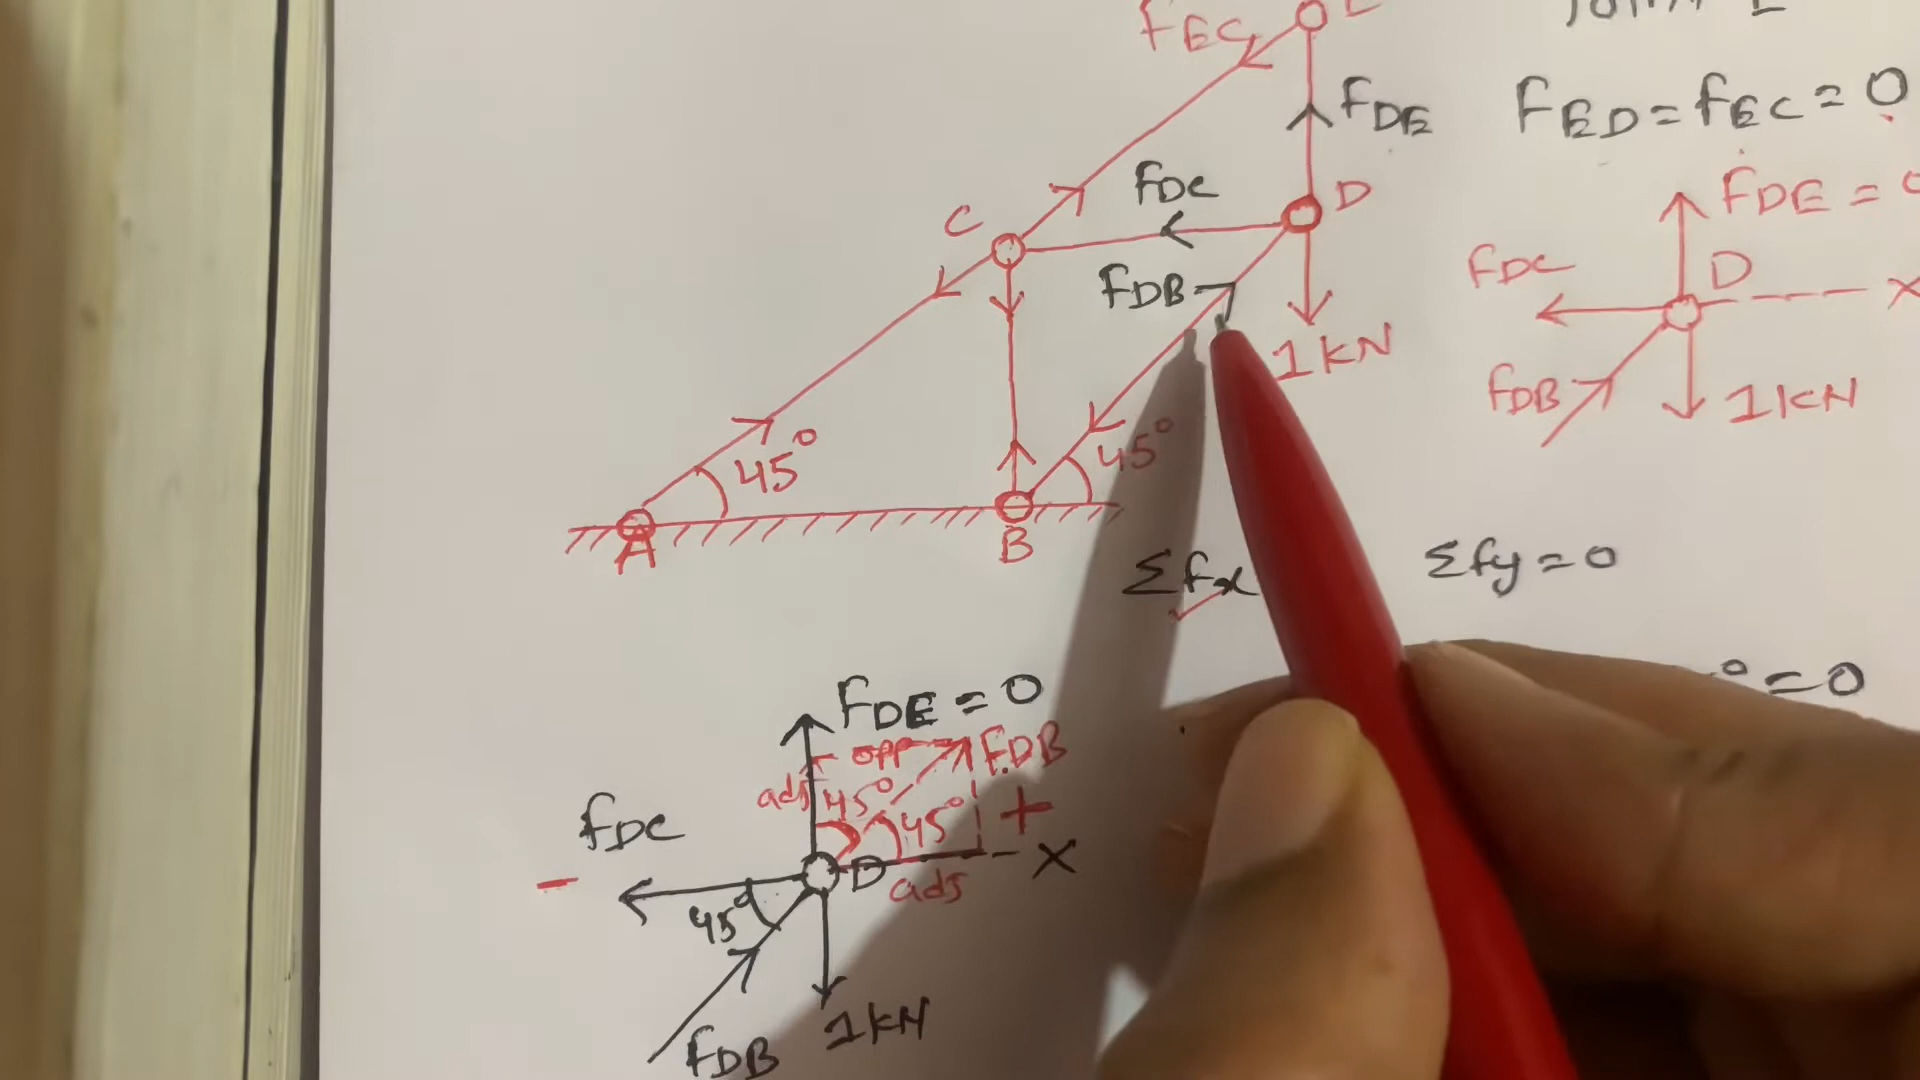 FEC
FDE
FED = FEC = 0
FDC
D
C
FDE =
FDC
D
X
FDB
1KN
FDB
1KN
45°
45°
A
B
Σfx
Σfy = 0
° = 0
FDE = 0
opp
FDB
adj
45°
45°
+
FDC
X
D
adj
-
45°
1KN
FDB